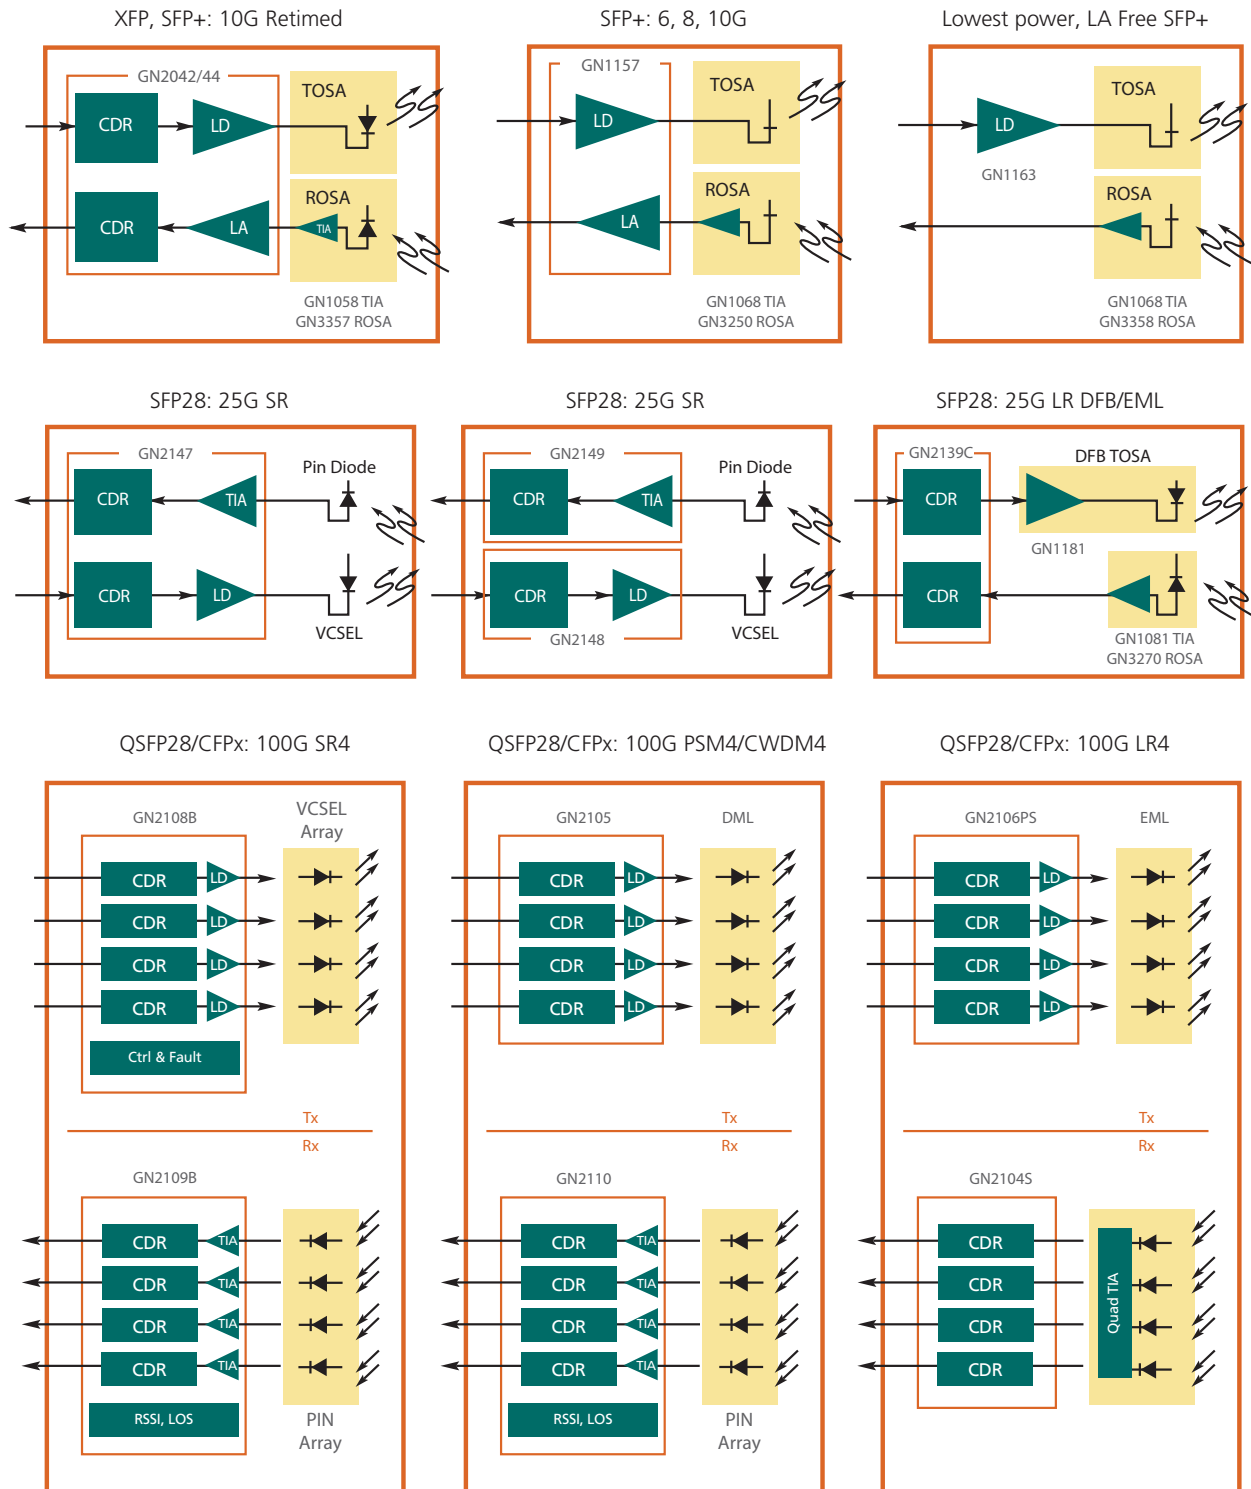 XFP, SFP+: 10G Retimed
GN2042/44
TOSA
CDR
LD
ROSA
CDR
LA
TIA
GN1058 TIA
GN3357 ROSA
SFP+: 6, 8, 10G
GN1157
TOSA
LD
ROSA
LA
GN1068 TIA
GN3250 ROSA
Lowest power, LA Free SFP+
TOSA
LD
GN1163
ROSA
GN1068 TIA
GN3358 ROSA
SFP28: 25G SR
GN2147
Pin Diode
CDR
TIA
CDR
LD
VCSEL
SFP28: 25G SR
GN2149
Pin Diode
CDR
TIA
CDR
LD
VCSEL
GN2148
SFP28: 25G LR DFB/EML
GN2139C
DFB TOSA
CDR
GN1181
CDR
GN1081 TIA
GN3270 ROSA
QSFP28/CFPx: 100G SR4
GN2108B
VCSEL
Array
CDR
LD
CDR
LD
CDR
LD
CDR
LD
Ctrl & Fault
Tx
Rx
GN2109B
CDR
TIA
CDR
TIA
CDR
TIA
CDR
TIA
RSSI, LOS
PIN
Array
QSFP28/CFPx: 100G PSM4/CWDM4
GN2105
DML
CDR
LD
CDR
LD
CDR
LD
CDR
LD
Tx
Rx
GN2110
CDR
TIA
CDR
TIA
CDR
TIA
CDR
TIA
RSSI, LOS
PIN
Array
QSFP28/CFPx: 100G LR4
GN2106PS
EML
CDR
LD
CDR
LD
CDR
LD
CDR
LD
Tx
Rx
GN2104S
CDR
CDR
CDR
CDR
Quad TIA